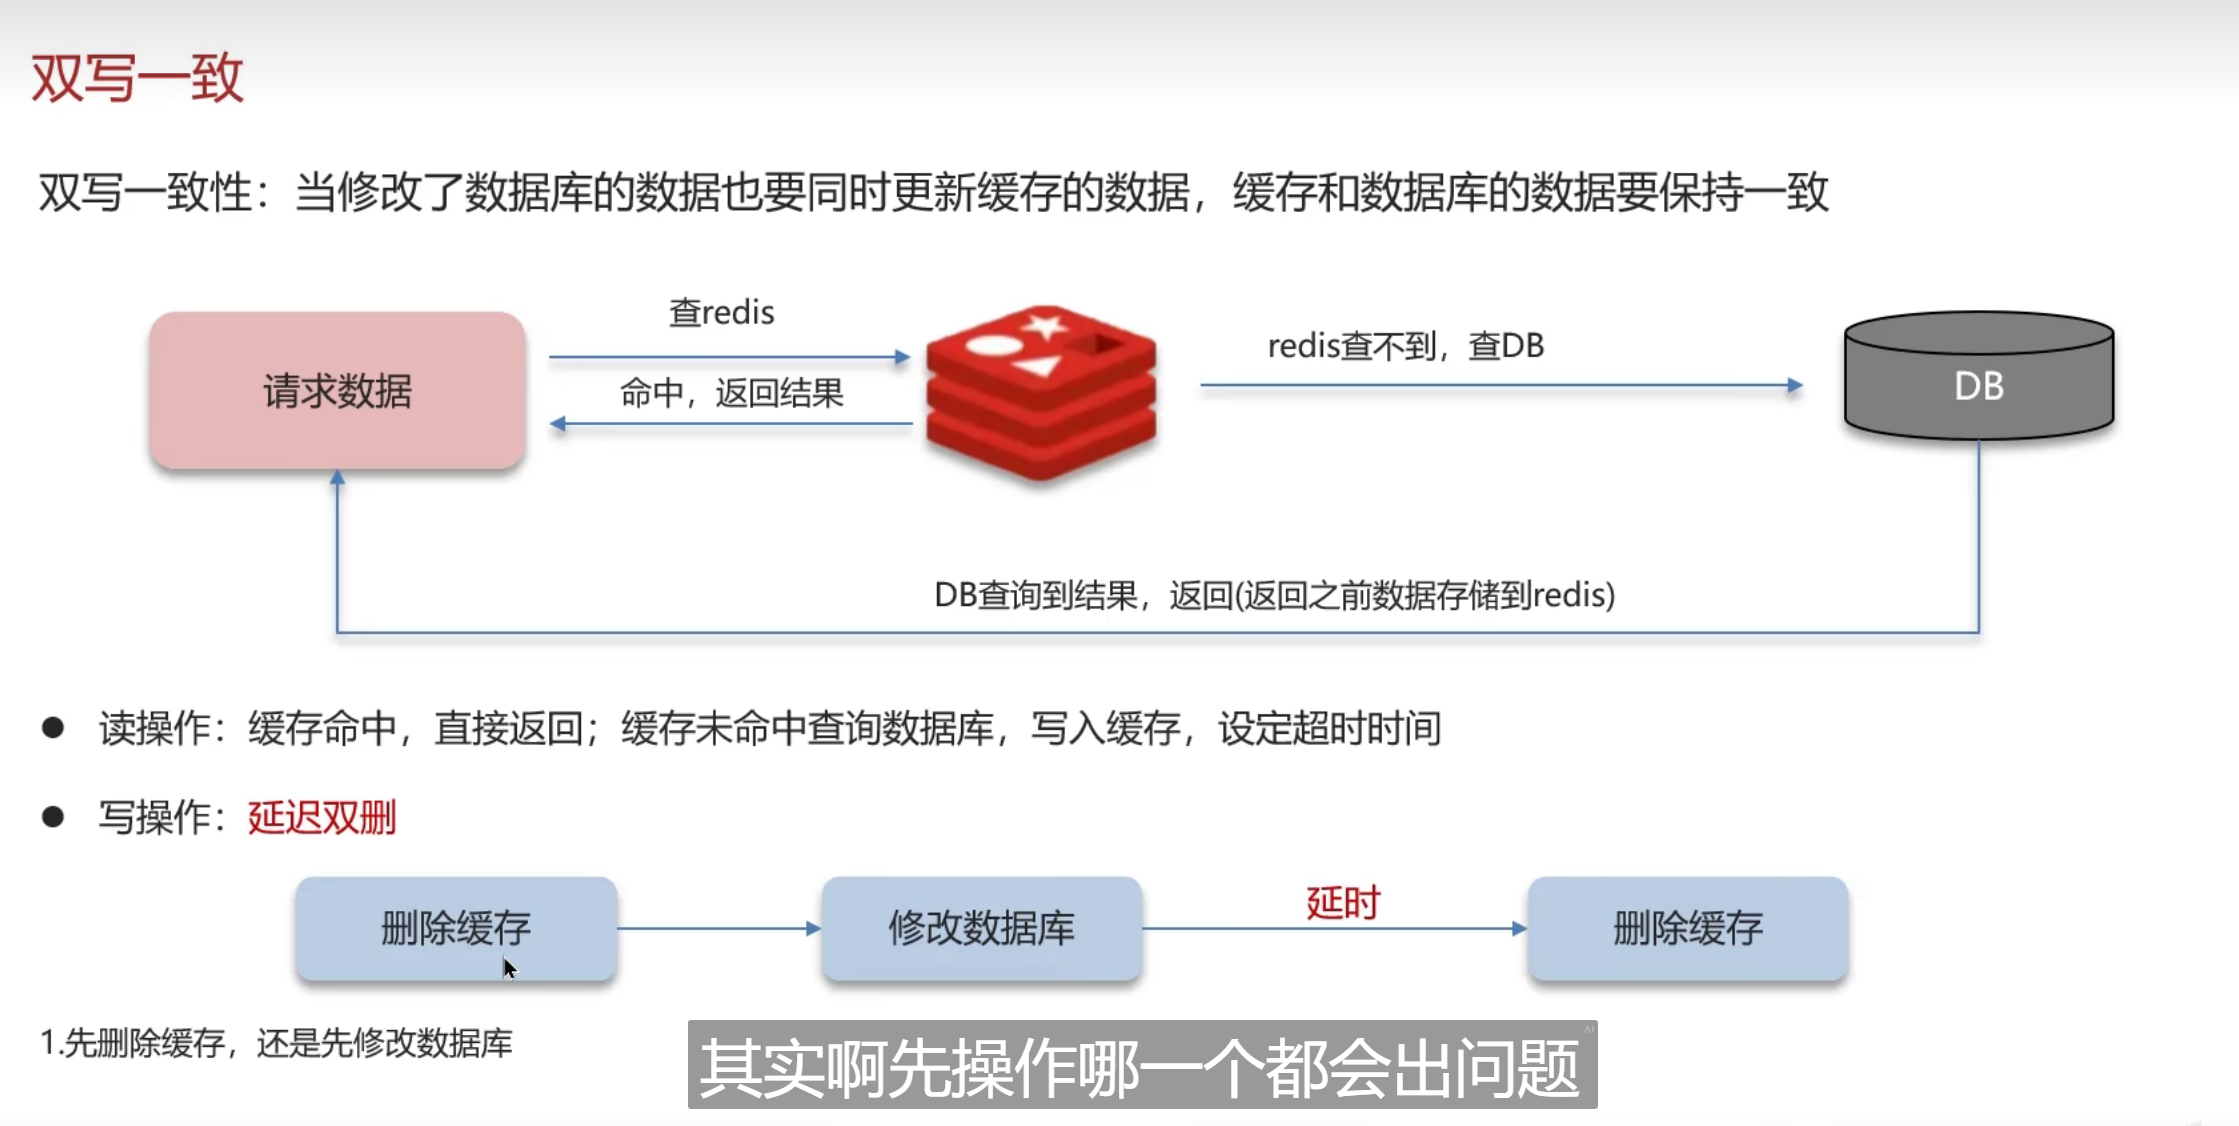 双写一致
双写一致性：当修改了数据库的数据也要同时更新缓存的数据，缓存和数据库的数据要保持一致
查redis
redis查不到，查DB
请求数据
命中，返回结果
DB
DB查询到结果，返回(返回之前数据存储到redis)
读操作：缓存命中，直接返回；缓存未命中查询数据库，写入缓存，设定超时时间
写操作：延迟双删
删除缓存
修改数据库
延时
删除缓存
1.先删除缓存，还是先修改数据库
其实啊先操作哪一个都会出问题
AI